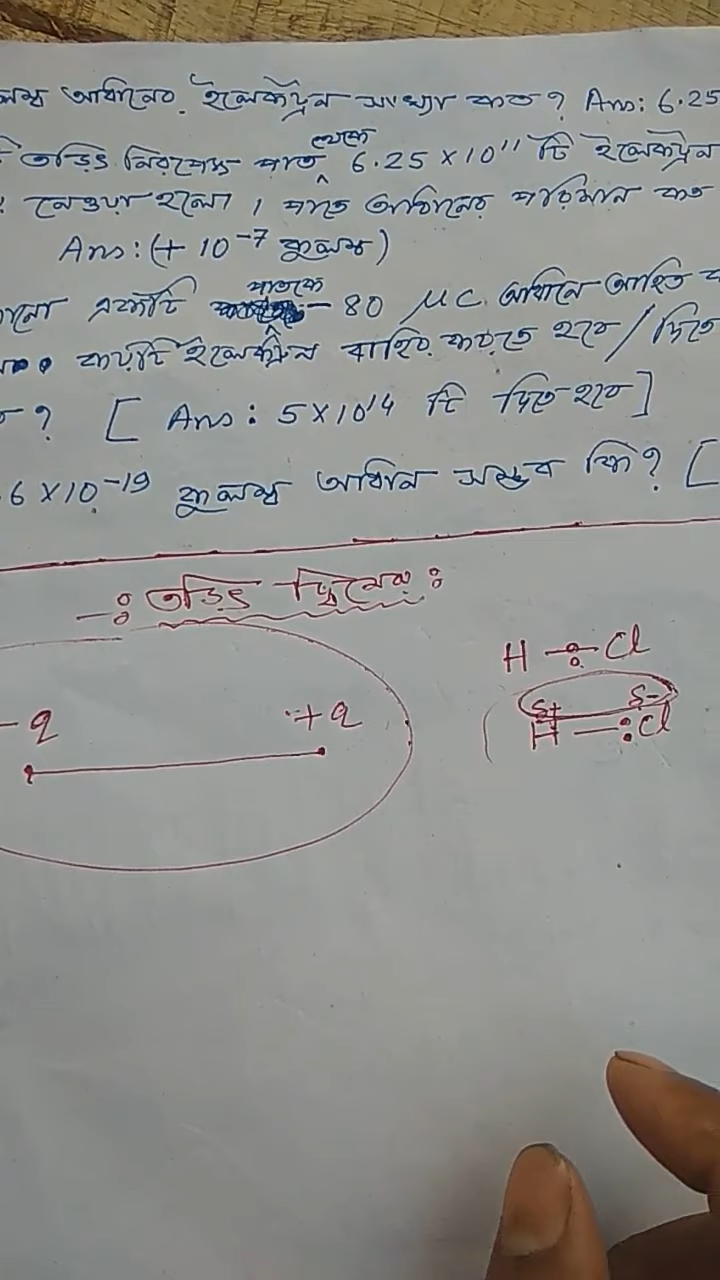 আধানের ইলেকট্রন সংখ্যা কত? Ans: 6.25
তড়িৎ নিরপেক্ষ পাত থেকে 6.25 × 10¹¹ টি ইলেকট্রন
নেওয়া হলো। পাতে আধানের পরিমান কত
Ans: (+ 10⁻⁷ কুলম্ব)
একটি পাতকে – 80 μC আধানে আহিত
কয়টি ইলেকট্রন বাহির করতে হবে / দিতে
? [ Ans: 5 × 10¹⁴ টি দিতে হবে ]
6 × 10⁻¹⁹ কুলম্ব আধান সম্ভব কি? [
–: তড়িৎ দ্বিমেরু :
H –:Cl
– q +q
δ+ δ–
H –:Cl